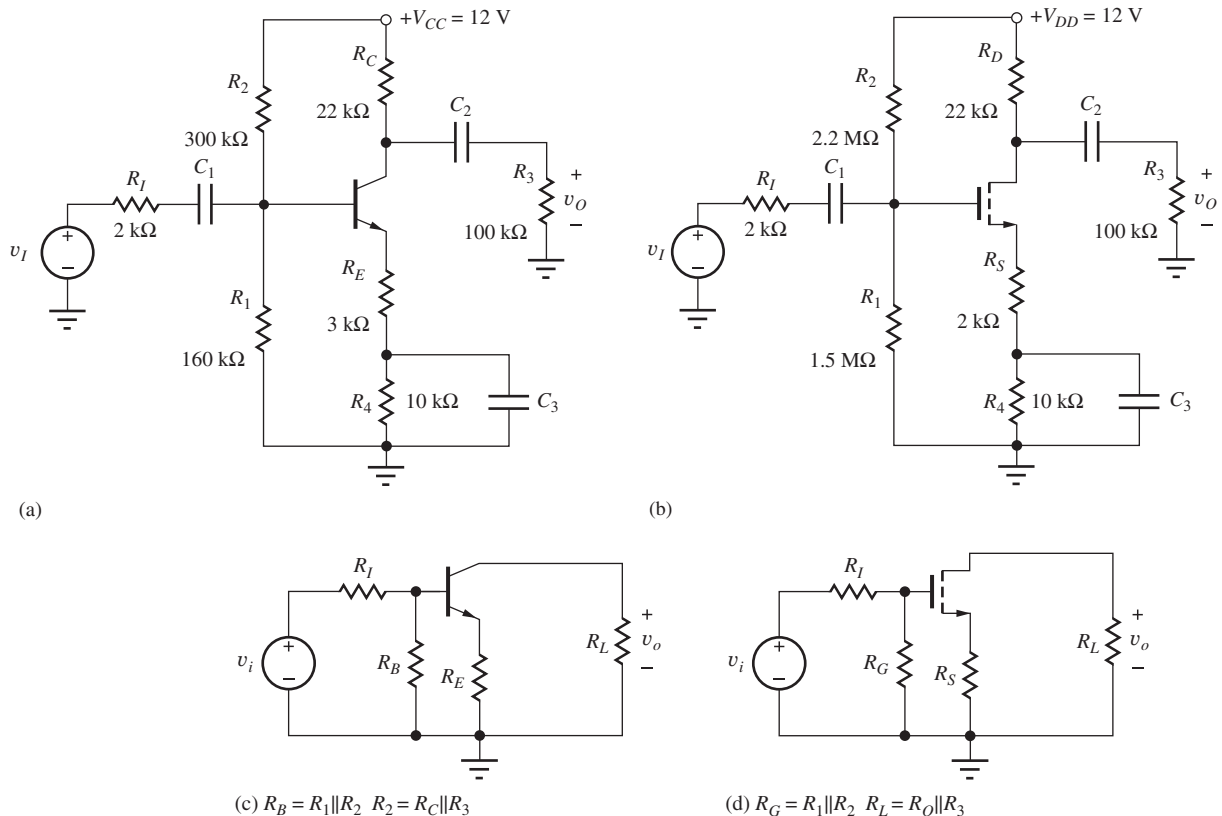 +V_CC = 12 V
R_C
R_2
22 kΩ
C_2
300 kΩ
C_1
R_3
+
R_I
v_O
2 kΩ
–
100 kΩ
+
v_I
–
R_E
R_1
3 kΩ
160 kΩ
R_4
10 kΩ
C_3
(a)
+V_DD = 12 V
R_D
R_2
22 kΩ
C_2
2.2 MΩ
C_1
R_3
+
R_I
v_O
2 kΩ
–
100 kΩ
+
v_I
–
R_S
R_1
2 kΩ
1.5 MΩ
R_4
10 kΩ
C_3
(b)
R_I
+
v_i
–
R_B
R_E
R_L
+
v_o
–
(c) R_B = R_1||R_2 R_2 = R_C||R_3
R_I
+
v_i
–
R_G
R_S
R_L
+
v_o
–
(d) R_G = R_1||R_2 R_L = R_O||R_3